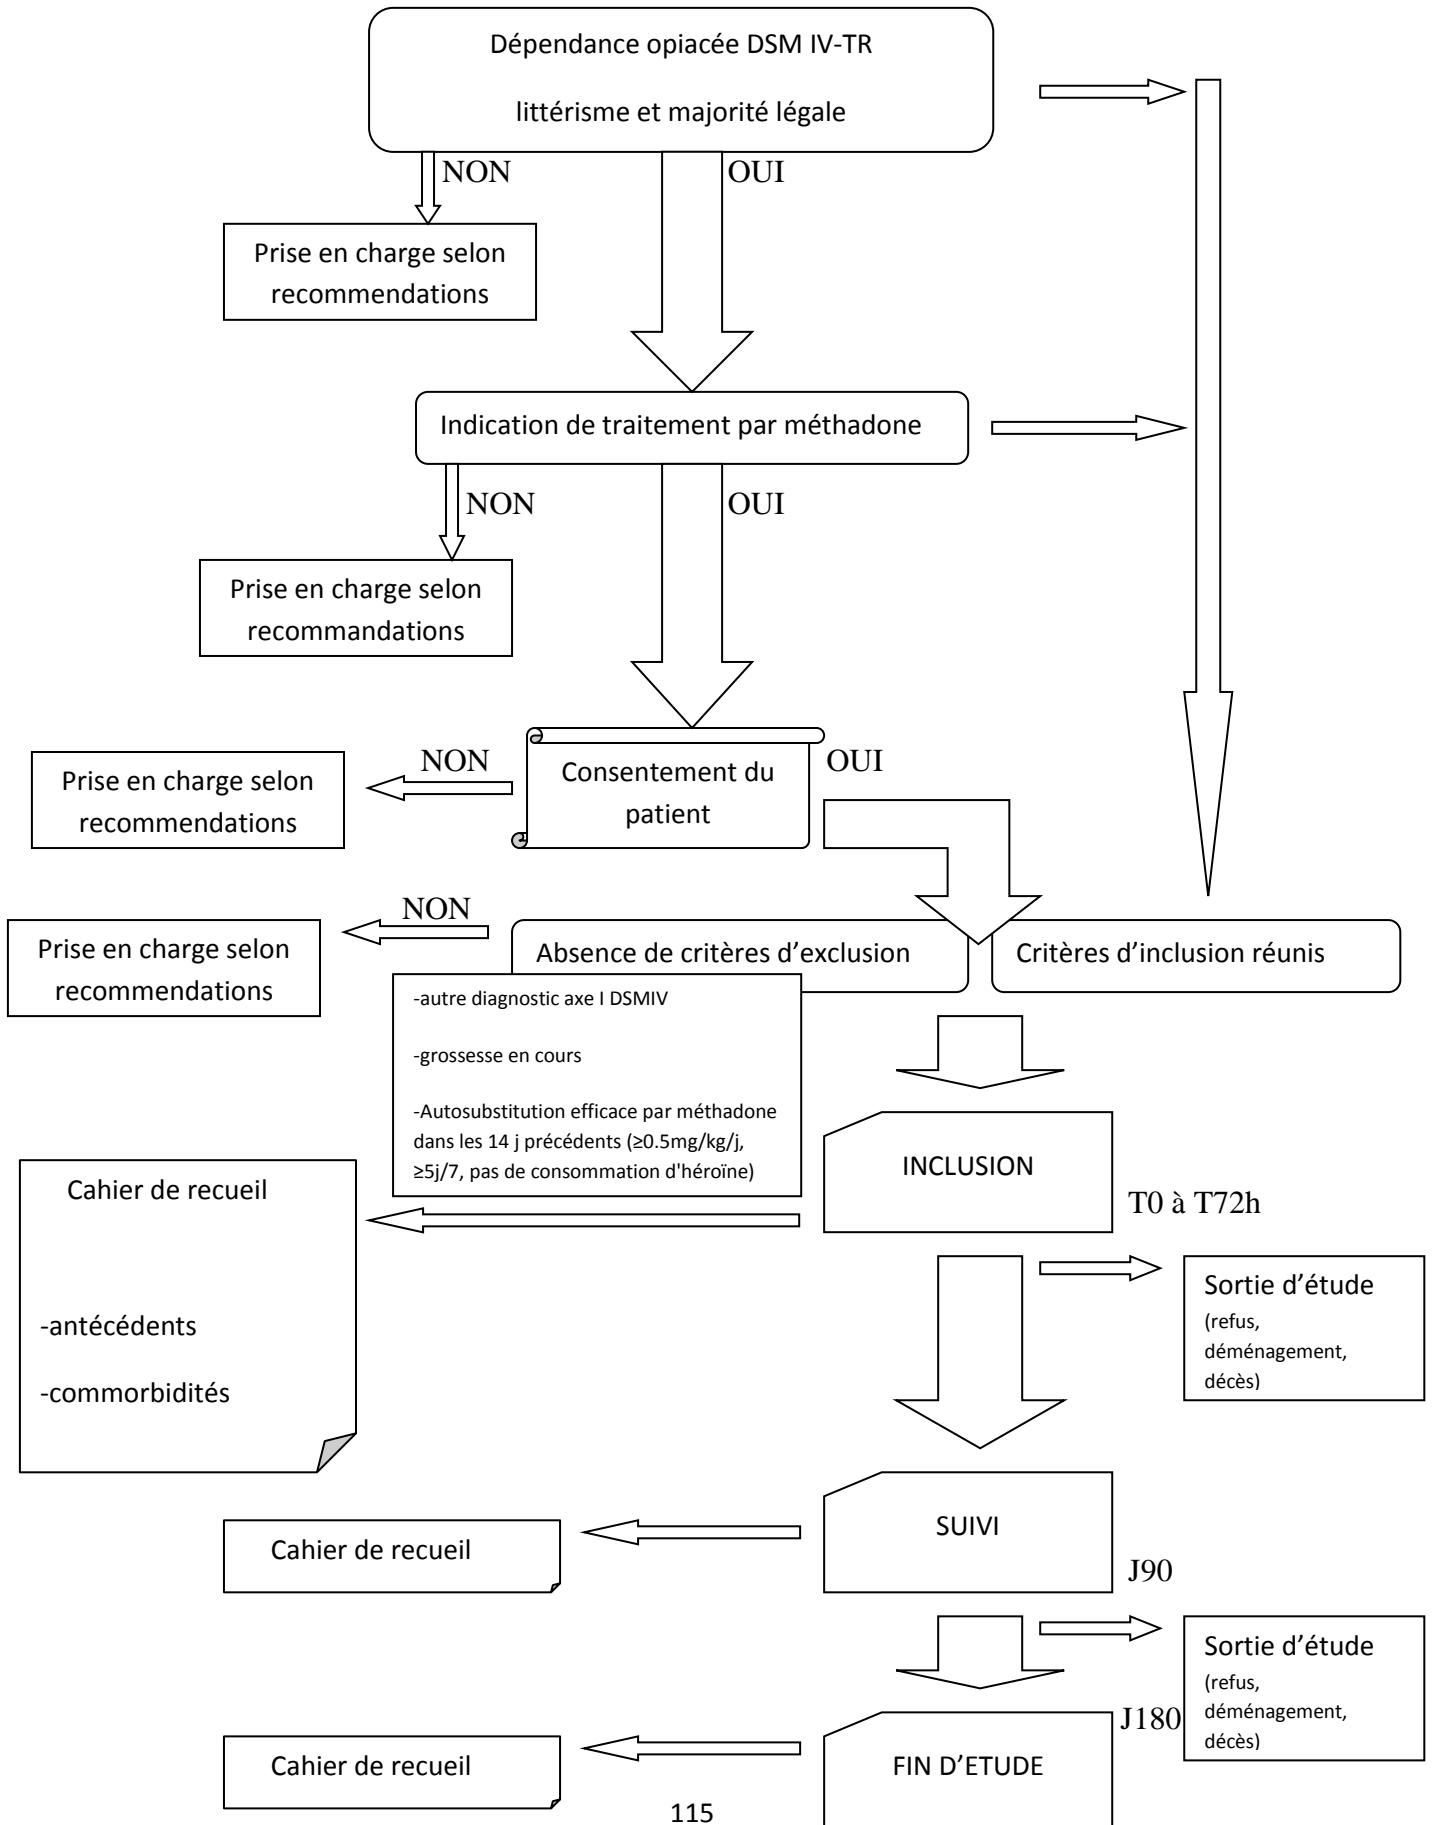 Dépendance opiacée DSM IV-TR
littérisme et majorité légale
NON
OUI
Prise en charge selon
recommendations
Indication de traitement par méthadone
NON
OUI
Prise en charge selon
recommandations
Consentement du
patient
NON
OUI
Prise en charge selon
recommendations
NON
Prise en charge selon
recommendations
Absence de critères d’exclusion
Critères d’inclusion réunis
-autre diagnostic axe I DSMIV
-grossesse en cours
-Autosubstitution efficace par méthadone
dans les 14 j précédents (≥0.5mg/kg/j,
≥5j/7, pas de consommation d'héroïne)
INCLUSION
T0 à T72h
Cahier de recueil
-antécédents
-commorbidités
Sortie d’étude
(refus,
déménagement,
décès)
SUIVI
J90
Cahier de recueil
Sortie d’étude
(refus,
déménagement,
décès)
J180
FIN D’ETUDE
Cahier de recueil
115